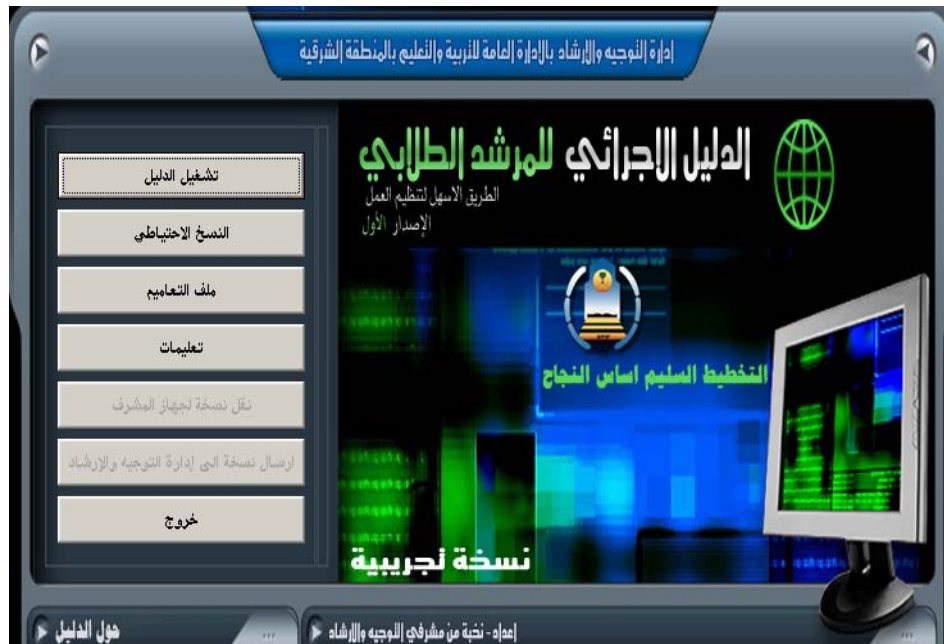 إدارة التوجيه والإرشاد بالإدارة العامة للتربية والتعليم بالمنطقة الشرقية
الدليل الاجرائي للمرشد الطلابي
الطريق الاسهل لتنظيم العمل
الإصدار الأول
التخطيط السليم اساس النجاح
نسخة تجريبية
تشغيل الدليل
النسخ الاحتياطي
ملف التعاميم
تعليمات
نقل نسخة لجهاز المشرف
ارسال نسخة الى إدارة التوجيه والإرشاد
خروج
إعداد - نخبة من مشرفي التوجيه والإرشاد
حول الدليل